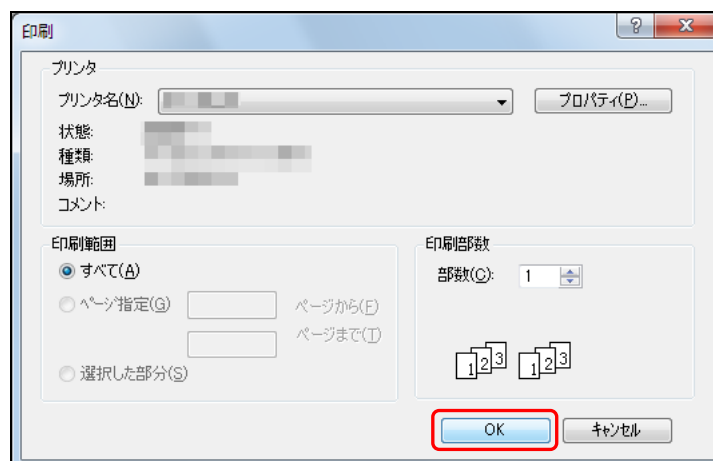 印刷
プリンタ
プリンタ名(N):
プロパティ(P)...
状態:
種類:
場所:
コメント:
印刷範囲
すべて(A)
ページ指定(G)
ページから(F)
ページまで(T)
選択した部分(S)
印刷部数
部数(C): 1
1 2 3 1 2 3
OK キャンセル